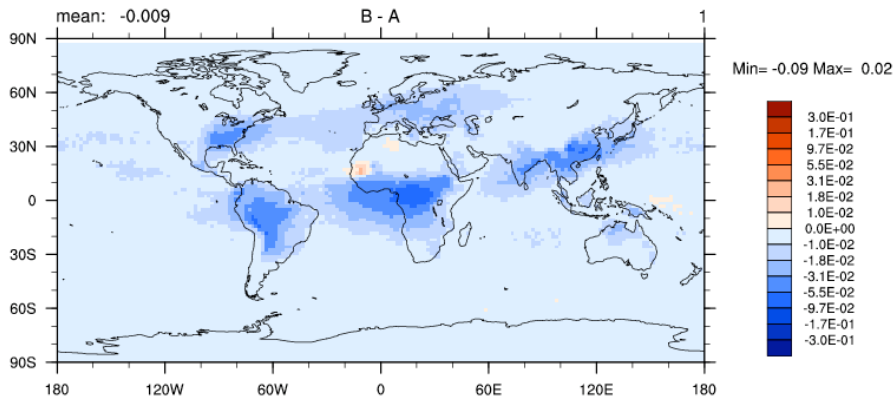 mean: -0.009 B - A 1
Min= -0.09 Max= 0.02
90N
60N
30N
0
30S
60S
90S
180 120W 60W 0 60E 120E 180
3.0E-01
1.7E-01
9.7E-02
5.5E-02
3.1E-02
1.8E-02
1.0E-02
0.0E+00
-1.0E-02
-1.8E-02
-3.1E-02
-5.5E-02
-9.7E-02
-1.7E-01
-3.0E-01